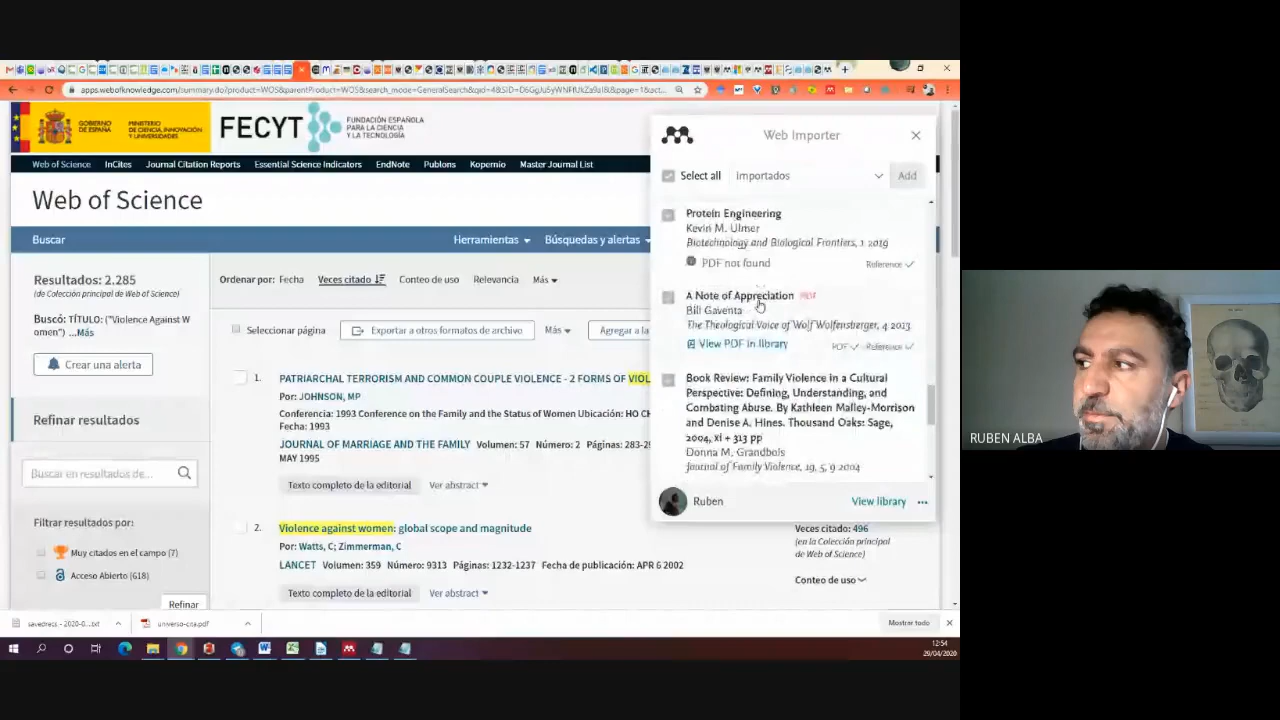 apps.webofknowledge.com/summary.do?product=WOS&parentProduct=WOS&search_mode=GeneralSearch&qid=4&SID=
GOBIERNO DE ESPAÑA
MINISTERIO DE CIENCIA, INNOVACIÓN Y UNIVERSIDADES
FECYT
FUNDACIÓN ESPAÑOLA
PARA LA CIENCIA
Y LA TECNOLOGÍA
Web of Science InCites Journal Citation Reports Essential Science Indicators EndNote Publons Kopernio Master Journal List
Web of Science
Buscar Herramientas Búsquedas y alertas
Resultados: 2.285
(de Colección principal de Web of Science)
Buscó: TÍTULO: ("Violence Against W
omen") ...Más
Crear una alerta
Refinar resultados
Buscar en resultados de...
Filtrar resultados por:
Muy citados en el campo (7)
Acceso Abierto (618)
Refinar
Ordenar por: Fecha Veces citado Conteo de uso Relevancia Más
Seleccionar página Exportar a otros formatos de archivo Más Agregar a la
1. PATRIARCHAL TERRORISM AND COMMON COUPLE VIOLENCE - 2 FORMS OF VIOL
Por: JOHNSON, MP
Conferencia: 1993 Conference on the Family and the Status of Women Ubicación: HO CH
Fecha: 1993
JOURNAL OF MARRIAGE AND THE FAMILY Volumen: 57 Número: 2 Páginas: 283-29
MAY 1995
Texto completo de la editorial Ver abstract
2. Violence against women: global scope and magnitude
Por: Watts, C; Zimmerman, C
LANCET Volumen: 359 Número: 9313 Páginas: 1232-1237 Fecha de publicación: APR 6 2002
Texto completo de la editorial Ver abstract
Veces citado: 496
(en la Colección principal
de Web of Science)
Conteo de uso
Web Importer
Select all Importados Add
Protein Engineering
Kevin M. Ulmer
Biotechnology and Biological Frontiers, 1 2019
PDF not found Reference
A Note of Appreciation PDF
Bill Gaventa
The Theological Voice of Wolf Wolfensberger, 4 2013
View PDF in library PDF Reference
Book Review: Family Violence in a Cultural
Perspective: Defining, Understanding, and
Combating Abuse. By Kathleen Malley-Morrison
and Denise A. Hines. Thousand Oaks: Sage,
2004, xi + 313 pp
Donna M. Grandbois
Journal of Family Violence, 19, 5, 9 2004
Ruben View library
savedrecs - 2020-0....txt universo-cita.pdf Mostrar todo
12:54
29/04/2020
RUBEN ALBA